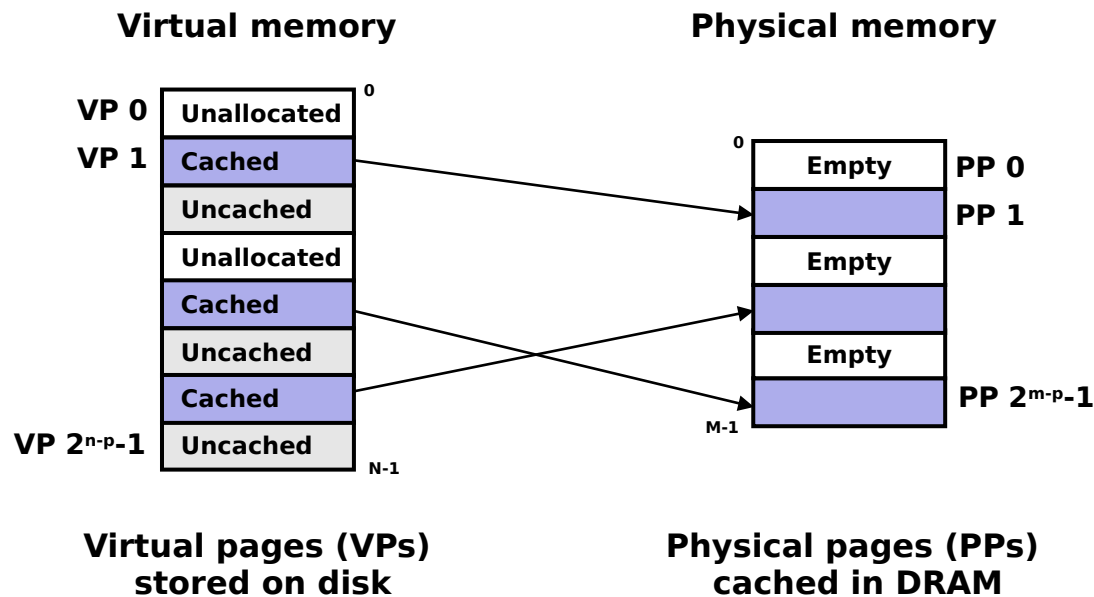 Virtual memory
Physical memory
0
VP 0
Unallocated
VP 1
Cached
Uncached
Unallocated
Cached
Uncached
Cached
VP 2ⁿ⁻ᵖ-1
Uncached
N-1
0
Empty
PP 0
PP 1
Empty
Empty
PP 2ᵐ⁻ᵖ-1
M-1
Virtual pages (VPs)
stored on disk
Physical pages (PPs)
cached in DRAM